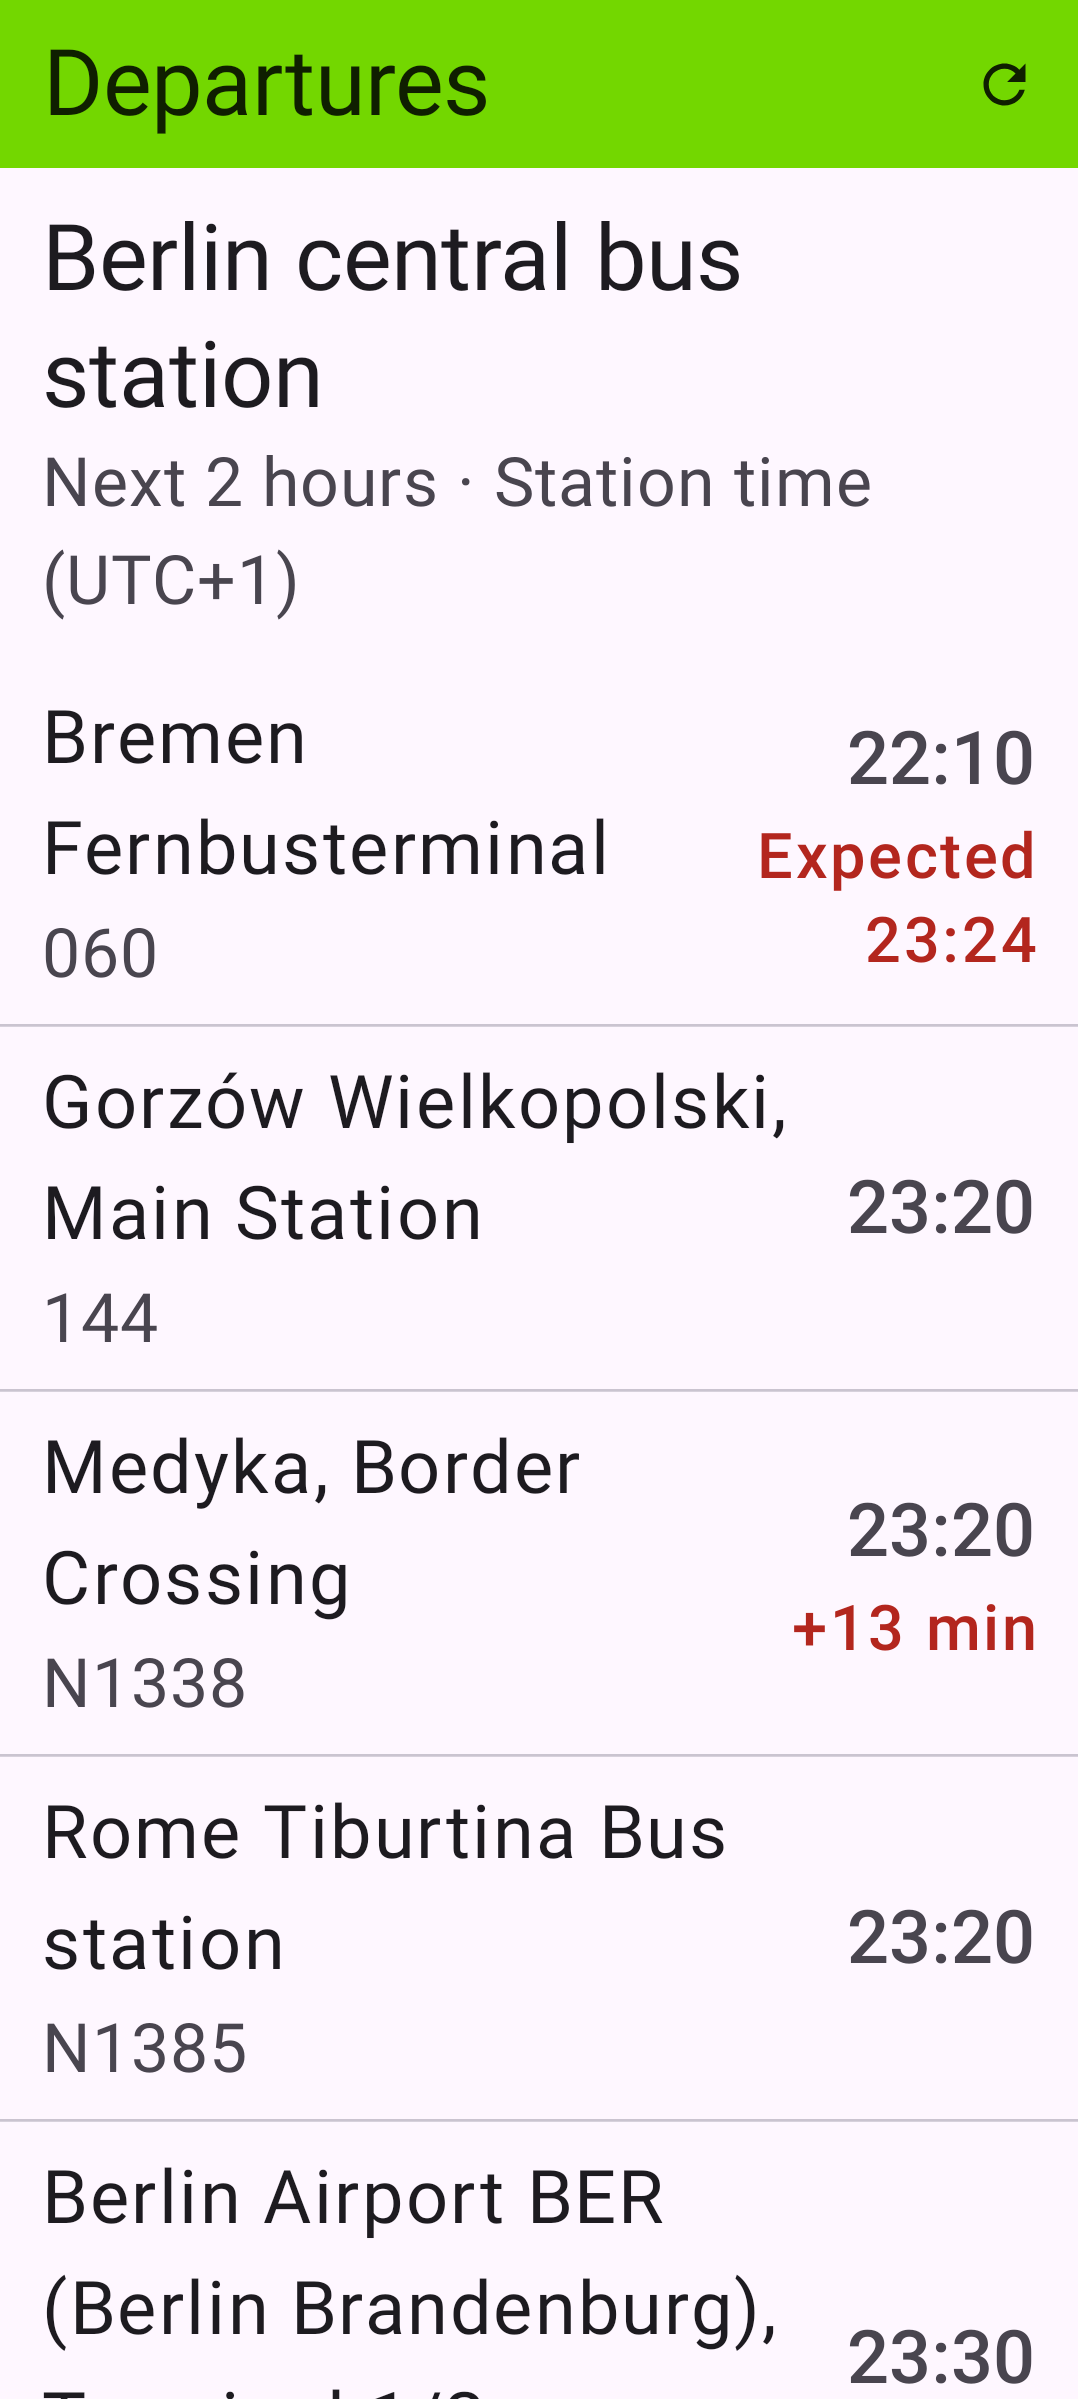 Departures
Berlin central bus
station
Next 2 hours · Station time
(UTC+1)
Bremen
Fernbusterminal
060
22:10
Expected
23:24
Gorzów Wielkopolski,
Main Station
144
23:20
Medyka, Border
Crossing
N1338
23:20
+13 min
Rome Tiburtina Bus
station
N1385
23:20
Berlin Airport BER
(Berlin Brandenburg),
23:30